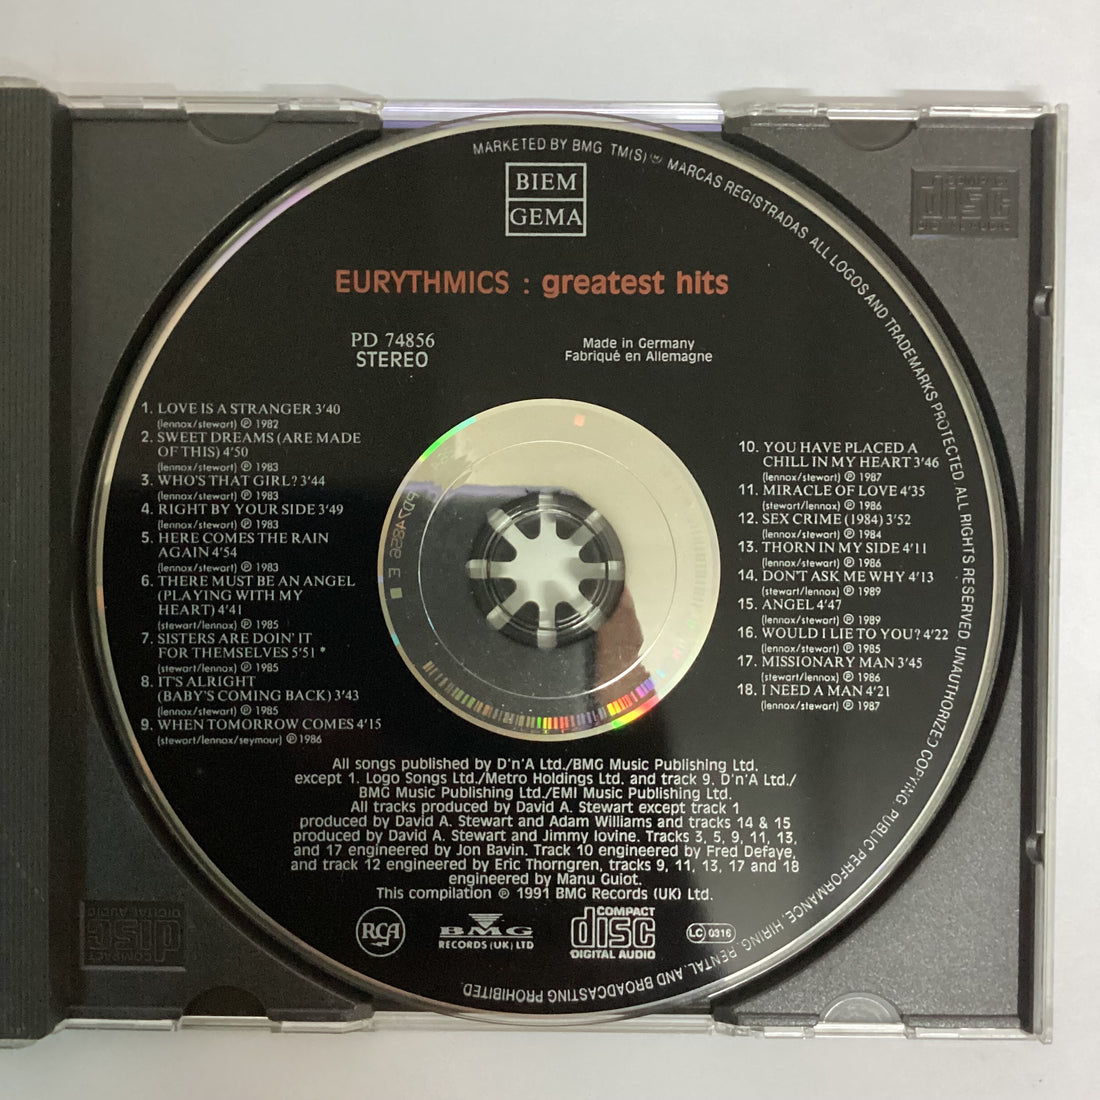 MARKETED BY BMG TM(S)® MARCAS REGISTRADAS ALL LOGOS AND TRADEMARKS PROTECTED. ALL RIGHTS RESERVED. UNAUTHORIZED COPYING, PUBLIC PERFORMANCE, HIRING, RENTAL AND BROADCASTING PROHIBITED.
BIEM
GEMA
EURYTHMICS : greatest hits
PD 74856
STEREO
Made in Germany
Fabriqué en Allemagne
1. LOVE IS A STRANGER 3'40
(lennox/stewart) ℗ 1982
2. SWEET DREAMS (ARE MADE
OF THIS) 4'50
(lennox/stewart) ℗ 1983
3. WHO'S THAT GIRL? 3'44
(lennox/stewart) ℗ 1983
4. RIGHT BY YOUR SIDE 3'49
(lennox/stewart) ℗ 1983
5. HERE COMES THE RAIN
AGAIN 4'54
(lennox/stewart) ℗ 1983
6. THERE MUST BE AN ANGEL
(PLAYING WITH MY
HEART) 4'41
(lennox/stewart) ℗ 1985
7. SISTERS ARE DOIN' IT
FOR THEMSELVES 5'51 *
(stewart/lennox) ℗ 1985
8. IT'S ALRIGHT
(BABY'S COMING BACK) 3'43
(lennox/stewart) ℗ 1985
9. WHEN TOMORROW COMES 4'15
(stewart/lennox/seymour) ℗ 1986
10. YOU HAVE PLACED A
CHILL IN MY HEART 3'46
(lennox/stewart) ℗ 1987
11. MIRACLE OF LOVE 4'35
(stewart/lennox) ℗ 1986
12. SEX CRIME (1984) 3'52
(lennox/stewart) ℗ 1984
13. THORN IN MY SIDE 4'11
(lennox/stewart) ℗ 1986
14. DON'T ASK ME WHY 4'13
(stewart/lennox) ℗ 1989
15. ANGEL 4'47
(lennox/stewart) ℗ 1989
16. WOULD I LIE TO YOU? 4'22
(lennox/stewart) ℗ 1985
17. MISSIONARY MAN 3'45
(stewart/lennox) ℗ 1986
18. I NEED A MAN 4'21
(lennox/stewart) ℗ 1987
All songs published by D'n'A Ltd./BMG Music Publishing Ltd.
except 1. Logo Songs Ltd./Metro Holdings Ltd. and track 9. D'n'A Ltd./
BMG Music Publishing Ltd./EMI Music Publishing Ltd.
All tracks produced by David A. Stewart except track 1
produced by David A. Stewart and Adam Williams and tracks 14 & 15
produced by David A. Stewart and Jimmy Iovine. Tracks 3, 5, 9, 11, 13,
and 17 engineered by Jon Bavin. Track 10 engineered by Fred Defaye,
and track 12 engineered by Eric Thorngren, tracks 9, 11, 13, 17 and 18
engineered by Manu Guiot.
This compilation ℗ 1991 BMG Records (UK) Ltd.
RCA
BMG
RECORDS (UK) LTD
COMPACT
disc
DIGITAL AUDIO
LC 0316
COMPACT
disc
DIGITAL AUDIO